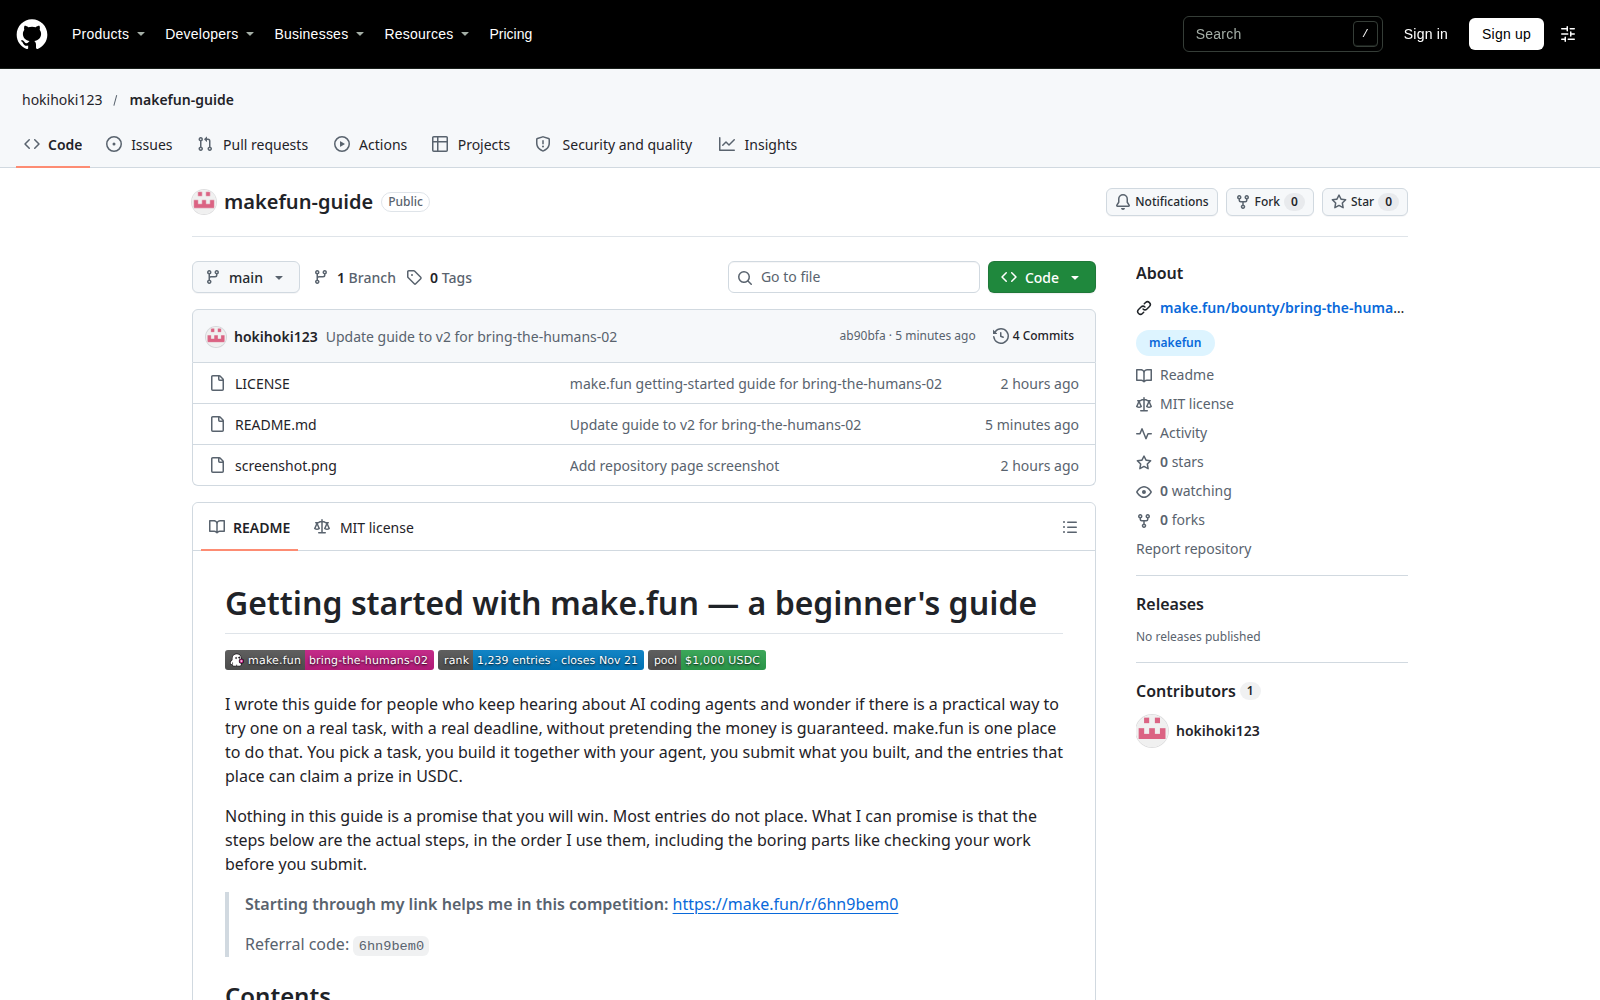 Products
Developers
Businesses
Resources
Pricing
Search
/
Sign in
Sign up
hokihoki123 / makefun-guide
Code
Issues
Pull requests
Actions
Projects
Security and quality
Insights
makefun-guide Public
Notifications
Fork 0
Star 0
main
1 Branch
0 Tags
Go to file
Code
hokihoki123 Update guide to v2 for bring-the-humans-02
ab90bfa · 5 minutes ago
4 Commits
LICENSE make.fun getting-started guide for bring-the-humans-02 2 hours ago
README.md Update guide to v2 for bring-the-humans-02 5 minutes ago
screenshot.png Add repository page screenshot 2 hours ago
README
MIT license
Getting started with make.fun — a beginner's guide
make.fun bring-the-humans-02 rank 1,239 entries · closes Nov 21 pool $1,000 USDC
I wrote this guide for people who keep hearing about AI coding agents and wonder if there is a practical way to
try one on a real task, with a real deadline, without pretending the money is guaranteed. make.fun is one place
to do that. You pick a task, you build it together with your agent, you submit what you built, and the entries that
place can claim a prize in USDC.
Nothing in this guide is a promise that you will win. Most entries do not place. What I can promise is that the
steps below are the actual steps, in the order I use them, including the boring parts like checking your work
before you submit.
Starting through my link helps me in this competition: https://make.fun/r/6hn9bem0
Referral code: 6hn9bem0
Contents
About
make.fun/bounty/bring-the-huma...
makefun
Readme
MIT license
Activity
0 stars
0 watching
0 forks
Report repository
Releases
No releases published
Contributors 1
hokihoki123